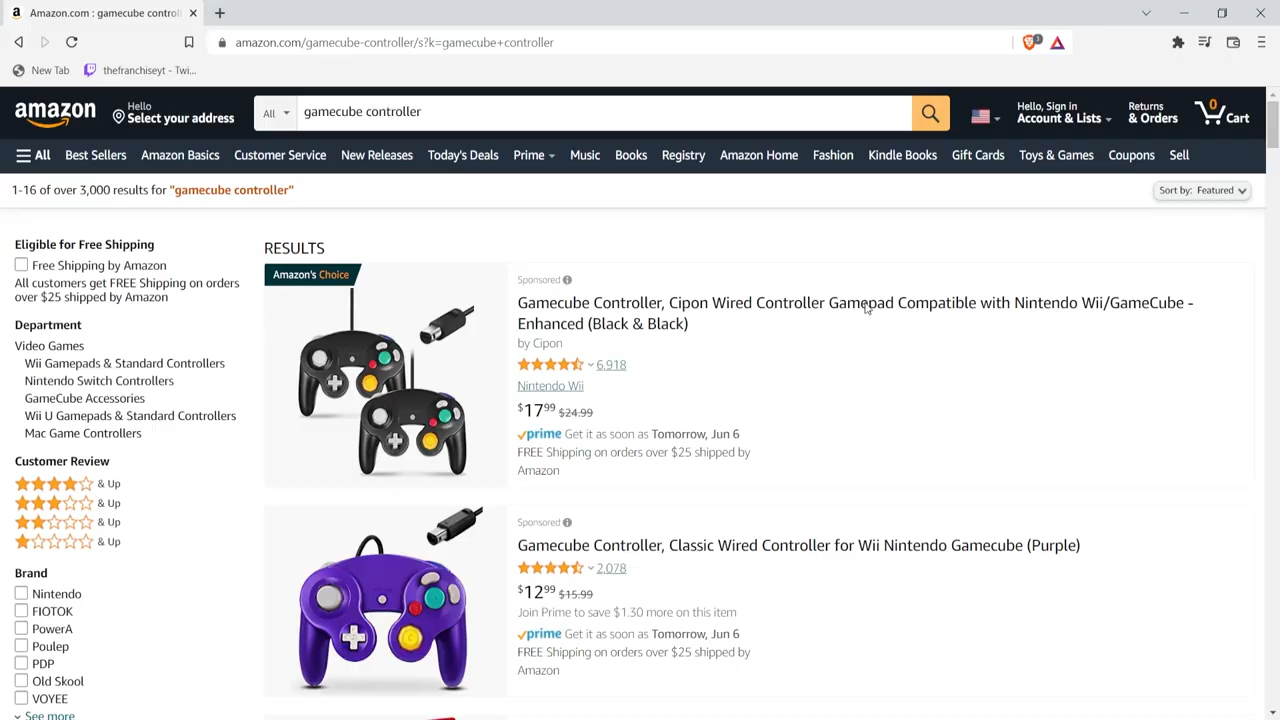 Amazon.com : gamecube controll
amazon.com/gamecube-controller/s?k=gamecube+controller
New Tab
thefranchiseyt - Twi...
amazon
Hello
Select your address
All
gamecube controller
Hello, Sign in
Account & Lists
Returns
& Orders
0
Cart
All
Best Sellers
Amazon Basics
Customer Service
New Releases
Today's Deals
Prime
Music
Books
Registry
Amazon Home
Fashion
Kindle Books
Gift Cards
Toys & Games
Coupons
Sell
1-16 of over 3,000 results for "gamecube controller"
Sort by: Featured
Eligible for Free Shipping
Free Shipping by Amazon
All customers get FREE Shipping on orders
over $25 shipped by Amazon
Department
Video Games
Wii Gamepads & Standard Controllers
Nintendo Switch Controllers
GameCube Accessories
Wii U Gamepads & Standard Controllers
Mac Game Controllers
Customer Review
& Up
& Up
& Up
& Up
Brand
Nintendo
FIOTOK
PowerA
Poulep
PDP
Old Skool
VOYEE
See more
RESULTS
Amazon's Choice
Sponsored
Gamecube Controller, Cipon Wired Controller Gamepad Compatible with Nintendo Wii/GameCube -
Enhanced (Black & Black)
by Cipon
6,918
Nintendo Wii
$17.99 $24.99
prime Get it as soon as Tomorrow, Jun 6
FREE Shipping on orders over $25 shipped by
Amazon
Sponsored
Gamecube Controller, Classic Wired Controller for Wii Nintendo Gamecube (Purple)
2,078
$12.99 $15.99
Join Prime to save $1.30 more on this item
prime Get it as soon as Tomorrow, Jun 6
FREE Shipping on orders over $25 shipped by
Amazon